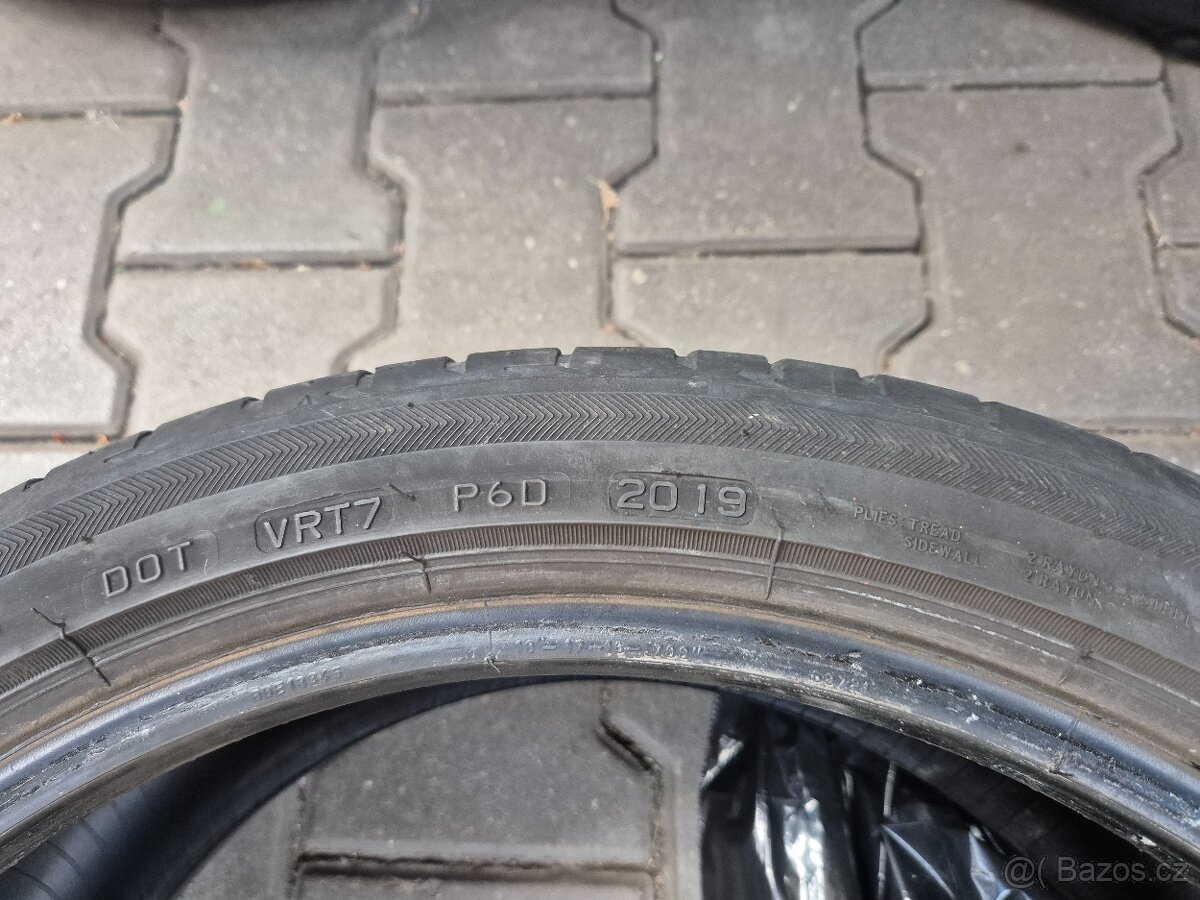 DOT VRT7 P6D 2019
PLIES: TREAD 2 RAYON
SIDEWALL 2 RAYON
@( Bazos.cz